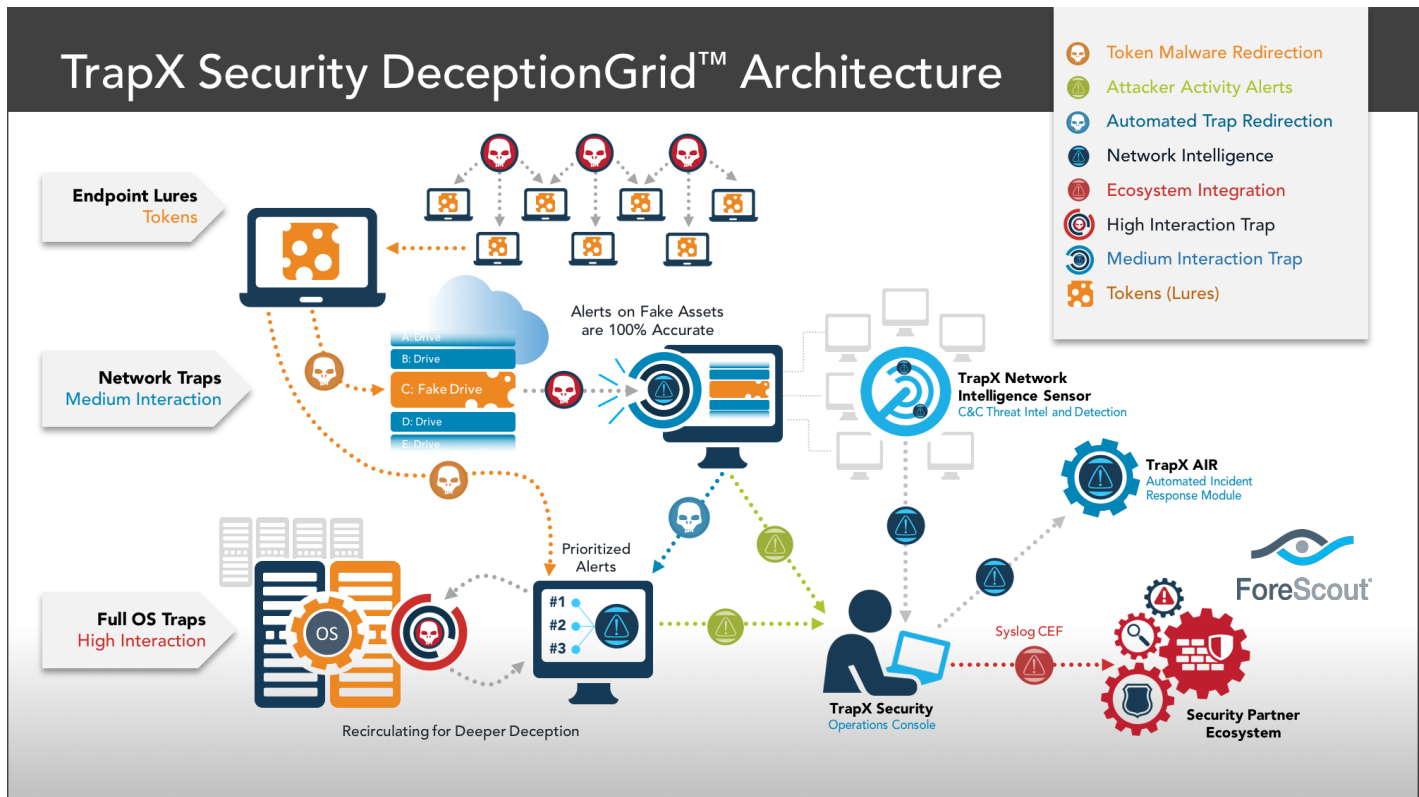 TrapX Security DeceptionGrid™ Architecture
Token Malware Redirection
Attacker Activity Alerts
Automated Trap Redirection
Network Intelligence
Ecosystem Integration
High Interaction Trap
Medium Interaction Trap
Tokens (Lures)
Endpoint Lures
Tokens
Network Traps
Medium Interaction
A: Drive
B: Drive
C: Fake Drive
D: Drive
E: Drive
Alerts on Fake Assets
are 100% Accurate
TrapX Network
Intelligence Sensor
C&C Threat Intel and Detection
TrapX AIR
Automated Incident
Response Module
ForeScout
Full OS Traps
High Interaction
OS
Prioritized
Alerts
#1
#2
#3
Recirculating for Deeper Deception
TrapX Security
Operations Console
Syslog CEF
Security Partner
Ecosystem